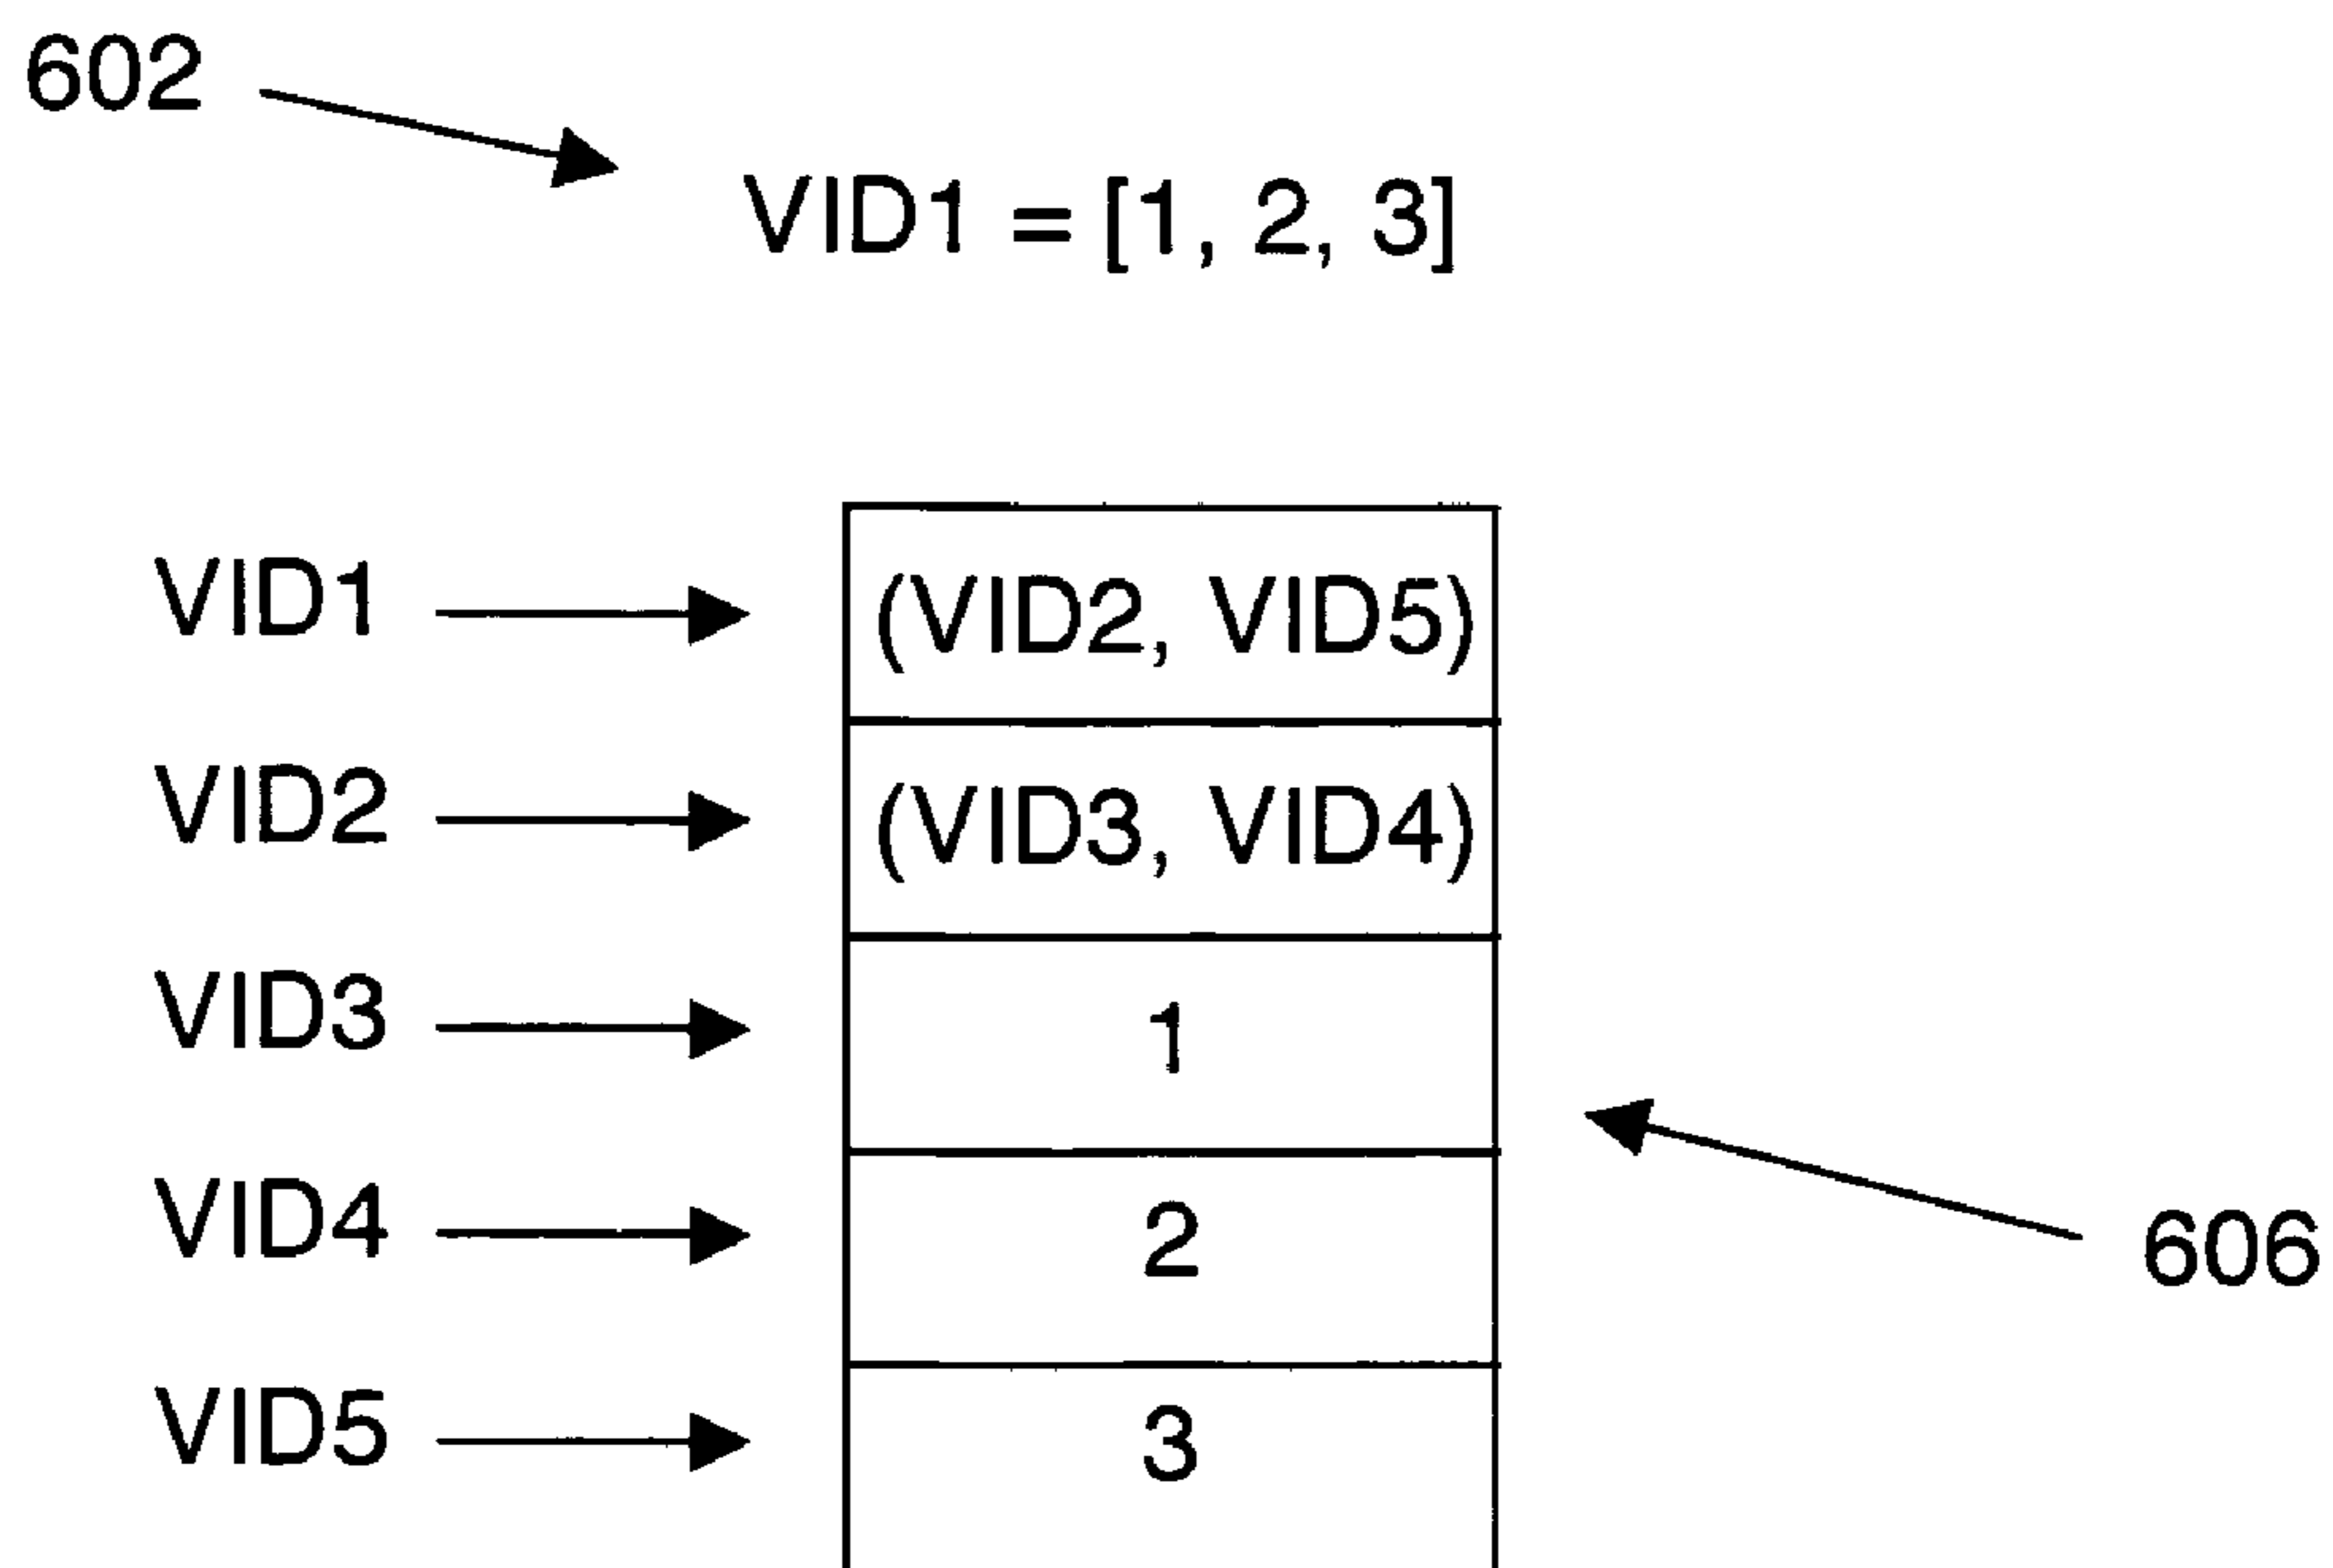 602
VID1 = [1, 2, 3]
VID1 (VID2, VID5)
VID2 (VID3, VID4)
VID3 1
VID4 2
606
VID5 3